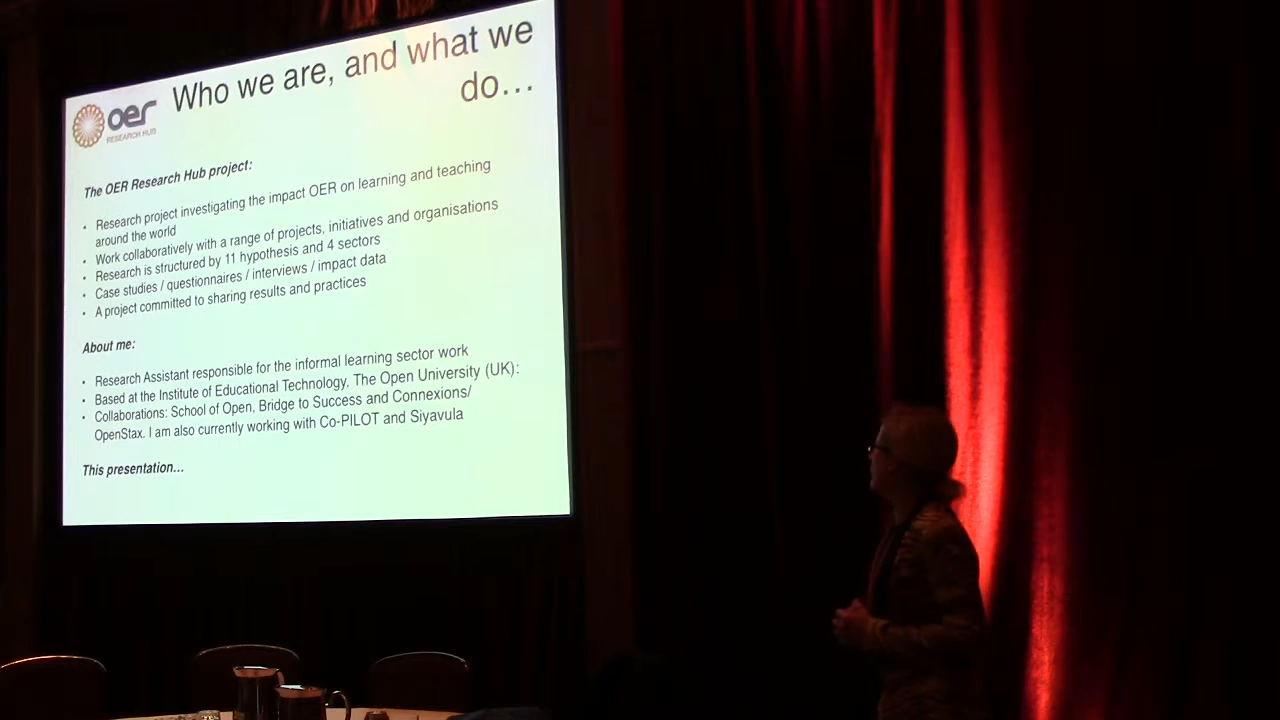 Who we are, and what we
do...
oer
RESEARCH HUB
The OER Research Hub project:
• Research project investigating the impact OER on learning and teaching
around the world
• Work collaboratively with a range of projects, initiatives and organisations
• Research is structured by 11 hypothesis and 4 sectors
• Case studies / questionnaires / interviews / impact data
• A project committed to sharing results and practices
About me:
• Research Assistant responsible for the informal learning sector work
• Based at the Institute of Educational Technology, The Open University (UK):
• Collaborations: School of Open, Bridge to Success and Connexions/
OpenStax. I am also currently working with Co-PILOT and Siyavula
This presentation...